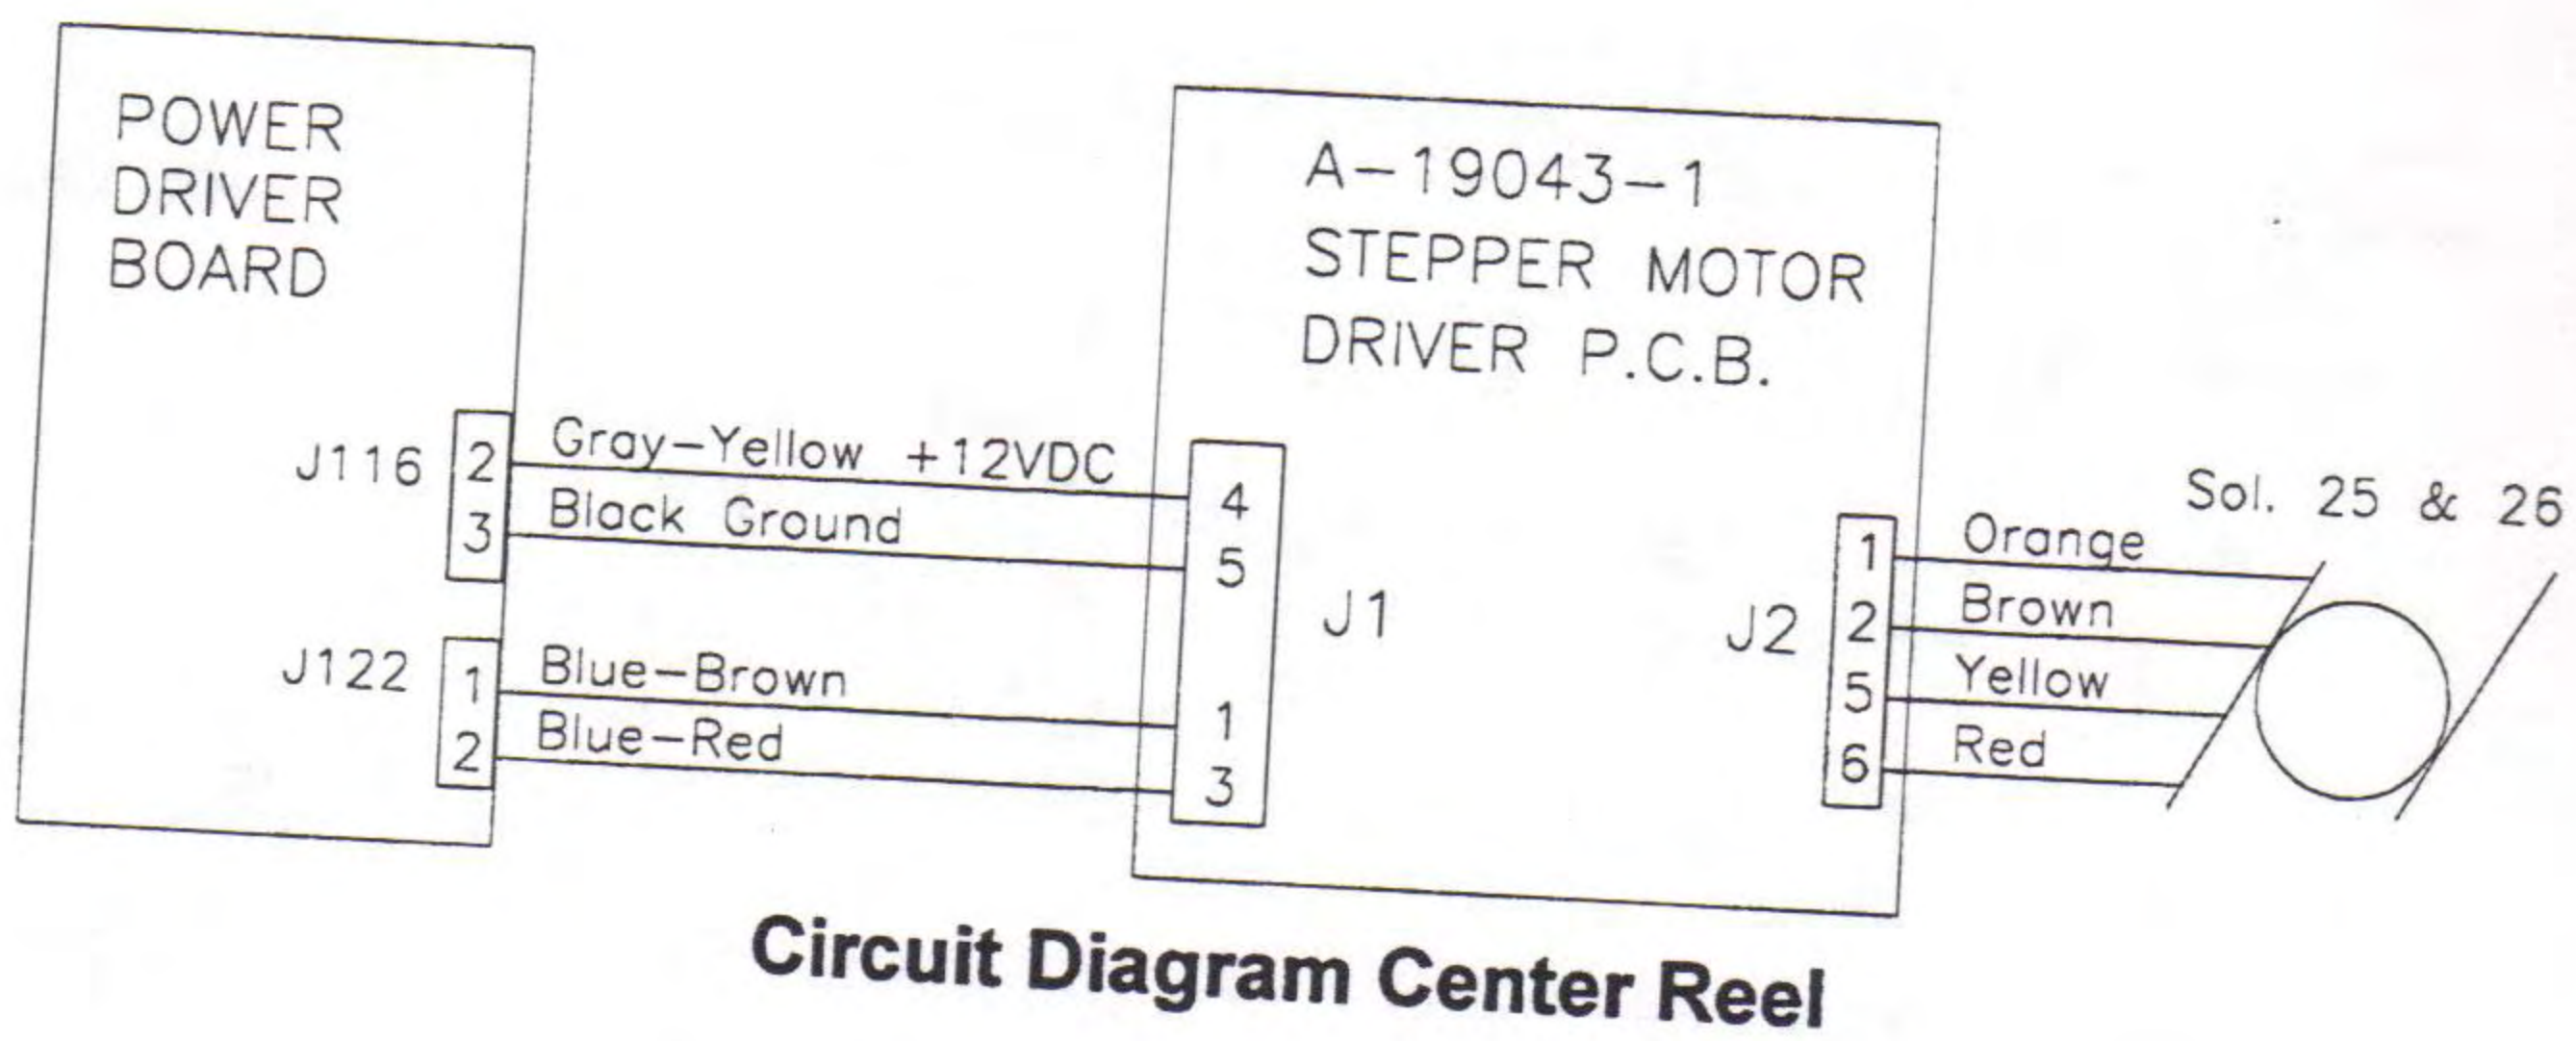 POWER
DRIVER
BOARD
A-19043-1
STEPPER MOTOR
DRIVER P.C.B.
J116
2 Gray-Yellow +12VDC 4
3 Black Ground 5
J1
J122
1 Blue-Brown 1
2 Blue-Red 3
Sol. 25 & 26
J2
1 Orange
2 Brown
5 Yellow
6 Red
Circuit Diagram Center Reel